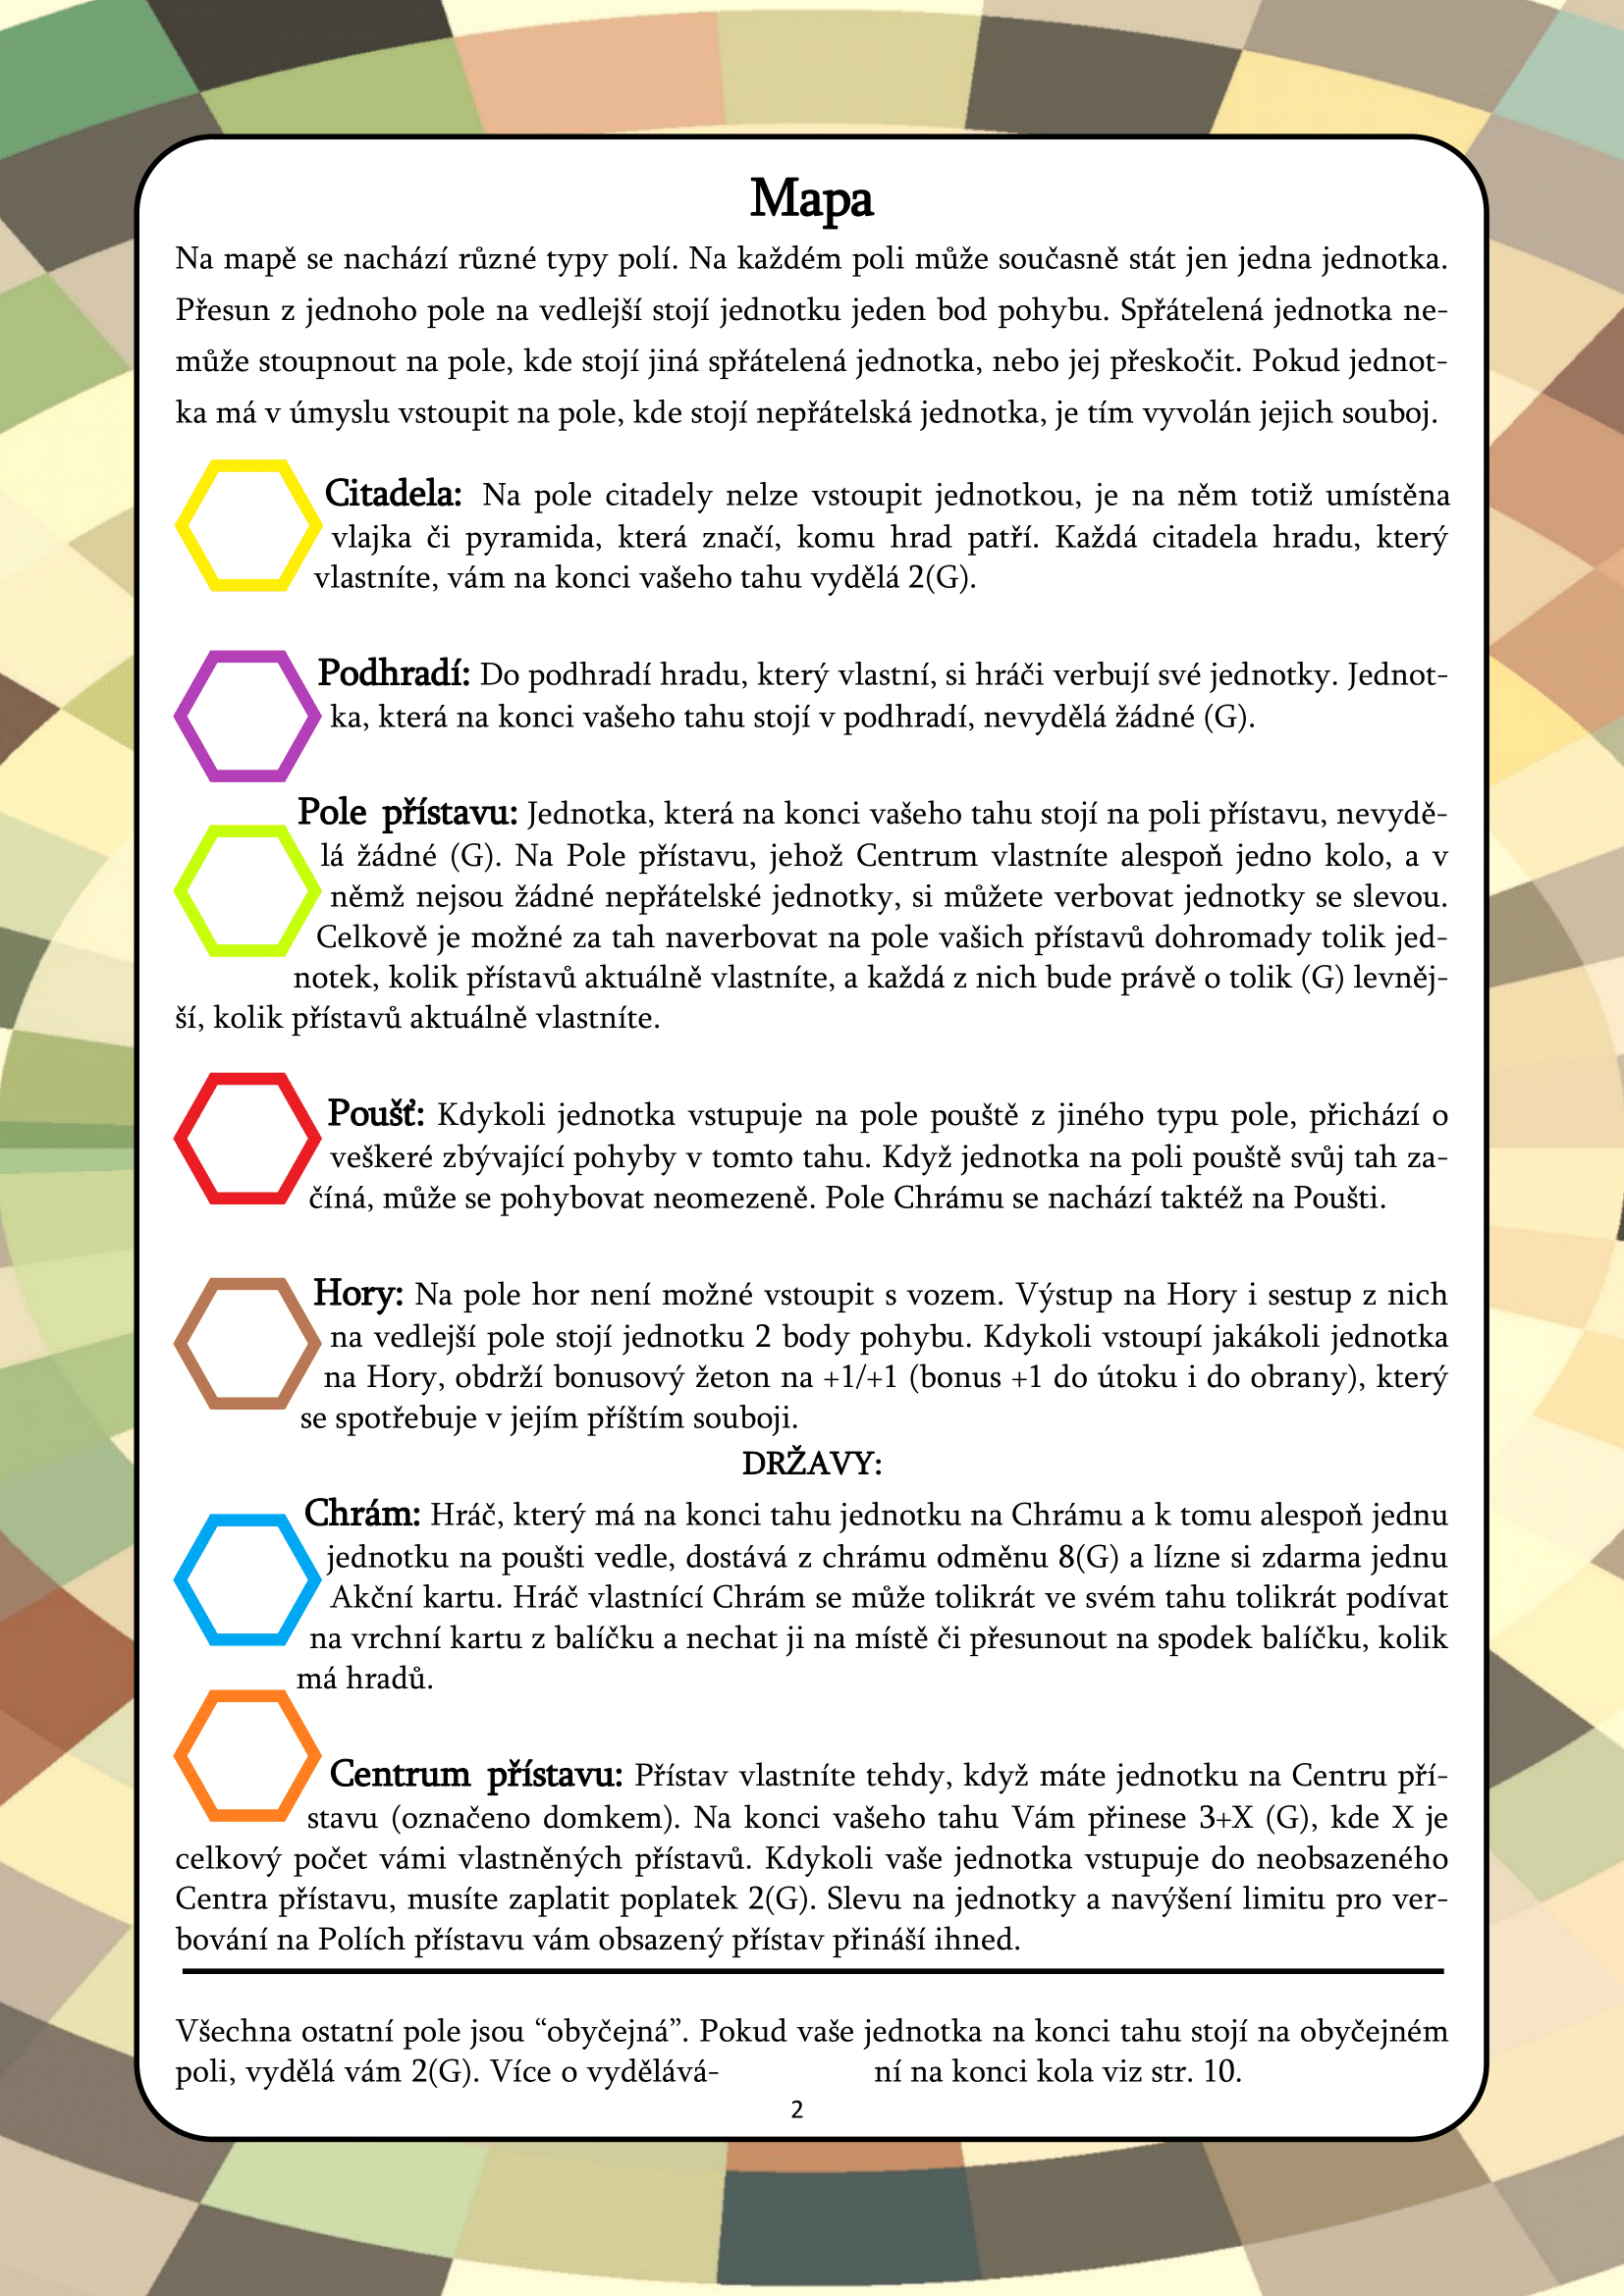 Mapa
Na mapě se nachází různé typy polí. Na každém poli může současně stát jen jedna jednotka.
Přesun z jednoho pole na vedlejší stojí jednotku jeden bod pohybu. Spřátelená jednotka ne-
může stoupnout na pole, kde stojí jiná spřátelená jednotka, nebo jej přeskočit. Pokud jednot-
ka má v úmyslu vstoupit na pole, kde stojí nepřátelská jednotka, je tím vyvolán jejich souboj.
Citadela: Na pole citadely nelze vstoupit jednotkou, je na něm totiž umístěna
vlajka či pyramida, která značí, komu hrad patří. Každá citadela hradu, který
vlastníte, vám na konci vašeho tahu vydělá 2(G).
Podhradí: Do podhradí hradu, který vlastní, si hráči verbují své jednotky. Jednot-
ka, která na konci vašeho tahu stojí v podhradí, nevydělá žádné (G).
Pole přístavu: Jednotka, která na konci vašeho tahu stojí na poli přístavu, nevydě-
lá žádné (G). Na Pole přístavu, jehož Centrum vlastníte alespoň jedno kolo, a v
němž nejsou žádné nepřátelské jednotky, si můžete verbovat jednotky se slevou.
Celkově je možné za tah naverbovat na pole vašich přístavů dohromady tolik jed-
notek, kolik přístavů aktuálně vlastníte, a každá z nich bude právě o tolik (G) levněj-
ší, kolik přístavů aktuálně vlastníte.
Poušť: Kdykoli jednotka vstupuje na pole pouště z jiného typu pole, přichází o
veškeré zbývající pohyby v tomto tahu. Když jednotka na poli pouště svůj tah za-
číná, může se pohybovat neomezeně. Pole Chrámu se nachází taktéž na Poušti.
Hory: Na pole hor není možné vstoupit s vozem. Výstup na Hory i sestup z nich
na vedlejší pole stojí jednotku 2 body pohybu. Kdykoli vstoupí jakákoli jednotka
na Hory, obdrží bonusový žeton na +1/+1 (bonus +1 do útoku i do obrany), který
se spotřebuje v jejím příštím souboji.
DRŽAVY:
Chrám: Hráč, který má na konci tahu jednotku na Chrámu a k tomu alespoň jednu
jednotku na poušti vedle, dostává z chrámu odměnu 8(G) a lízne si zdarma jednu
Akční kartu. Hráč vlastnící Chrám se může tolikrát ve svém tahu tolikrát podívat
na vrchní kartu z balíčku a nechat ji na místě či přesunout na spodek balíčku, kolik
má hradů.
Centrum přístavu: Přístav vlastníte tehdy, když máte jednotku na Centru pří-
stavu (označeno domkem). Na konci vašeho tahu Vám přinese 3+X (G), kde X je
celkový počet vámi vlastněných přístavů. Kdykoli vaše jednotka vstupuje do neobsazeného
Centra přístavu, musíte zaplatit poplatek 2(G). Slevu na jednotky a navýšení limitu pro ver-
bování na Polích přístavu vám obsazený přístav přináší ihned.
Všechna ostatní pole jsou “obyčejná”. Pokud vaše jednotka na konci tahu stojí na obyčejném
poli, vydělá vám 2(G). Více o vydělává- ní na konci kola viz str. 10.
2